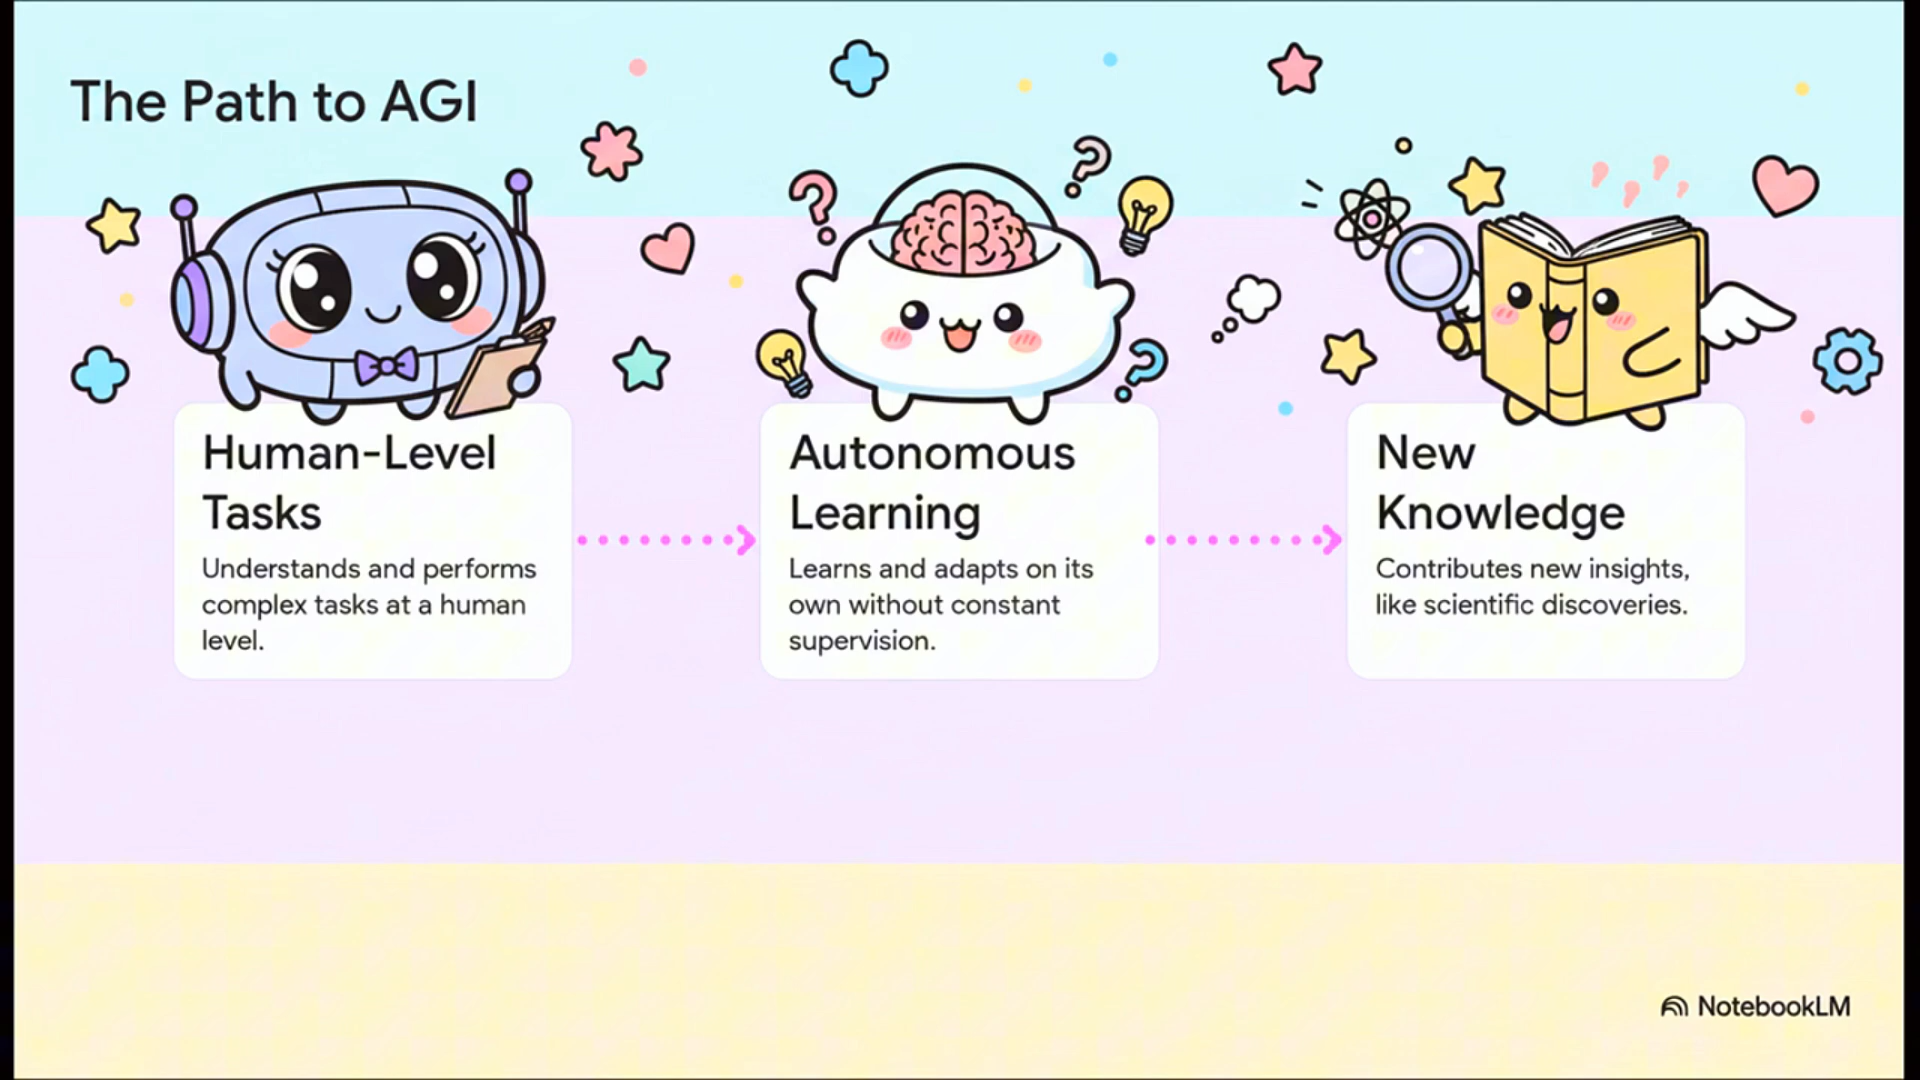 The Path to AGI
Human-Level
Tasks
Understands and performs
complex tasks at a human
level.
Autonomous
Learning
Learns and adapts on its
own without constant
supervision.
New
Knowledge
Contributes new insights,
like scientific discoveries.
NotebookLM